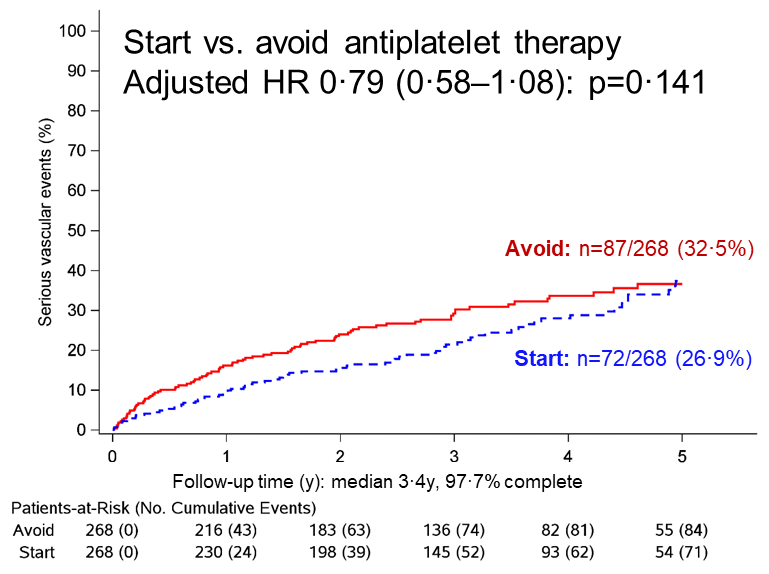 Start vs. avoid antiplatelet therapy
Adjusted HR 0·79 (0·58–1·08): p=0·141
Serious vascular events (%)
100
90
80
70
60
50
40
30
20
10
0
Avoid: n=87/268 (32·5%)
Start: n=72/268 (26·9%)
0 1 2 3 4 5
Follow-up time (y): median 3·4y, 97·7% complete
Patients-at-Risk (No. Cumulative Events)
Avoid 268 (0) 216 (43) 183 (63) 136 (74) 82 (81) 55 (84)
Start 268 (0) 230 (24) 198 (39) 145 (52) 93 (62) 54 (71)